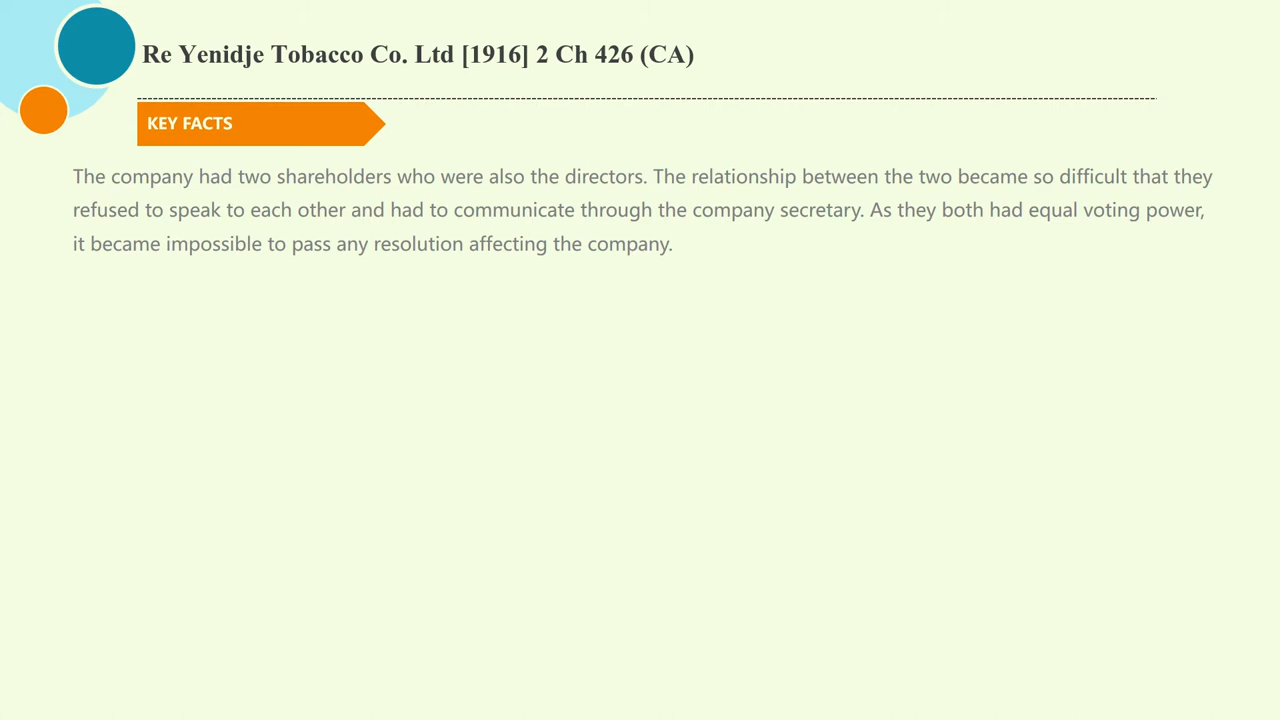 Re Yenidje Tobacco Co. Ltd [1916] 2 Ch 426 (CA)
KEY FACTS
The company had two shareholders who were also the directors. The relationship between the two became so difficult that they
refused to speak to each other and had to communicate through the company secretary. As they both had equal voting power,
it became impossible to pass any resolution affecting the company.